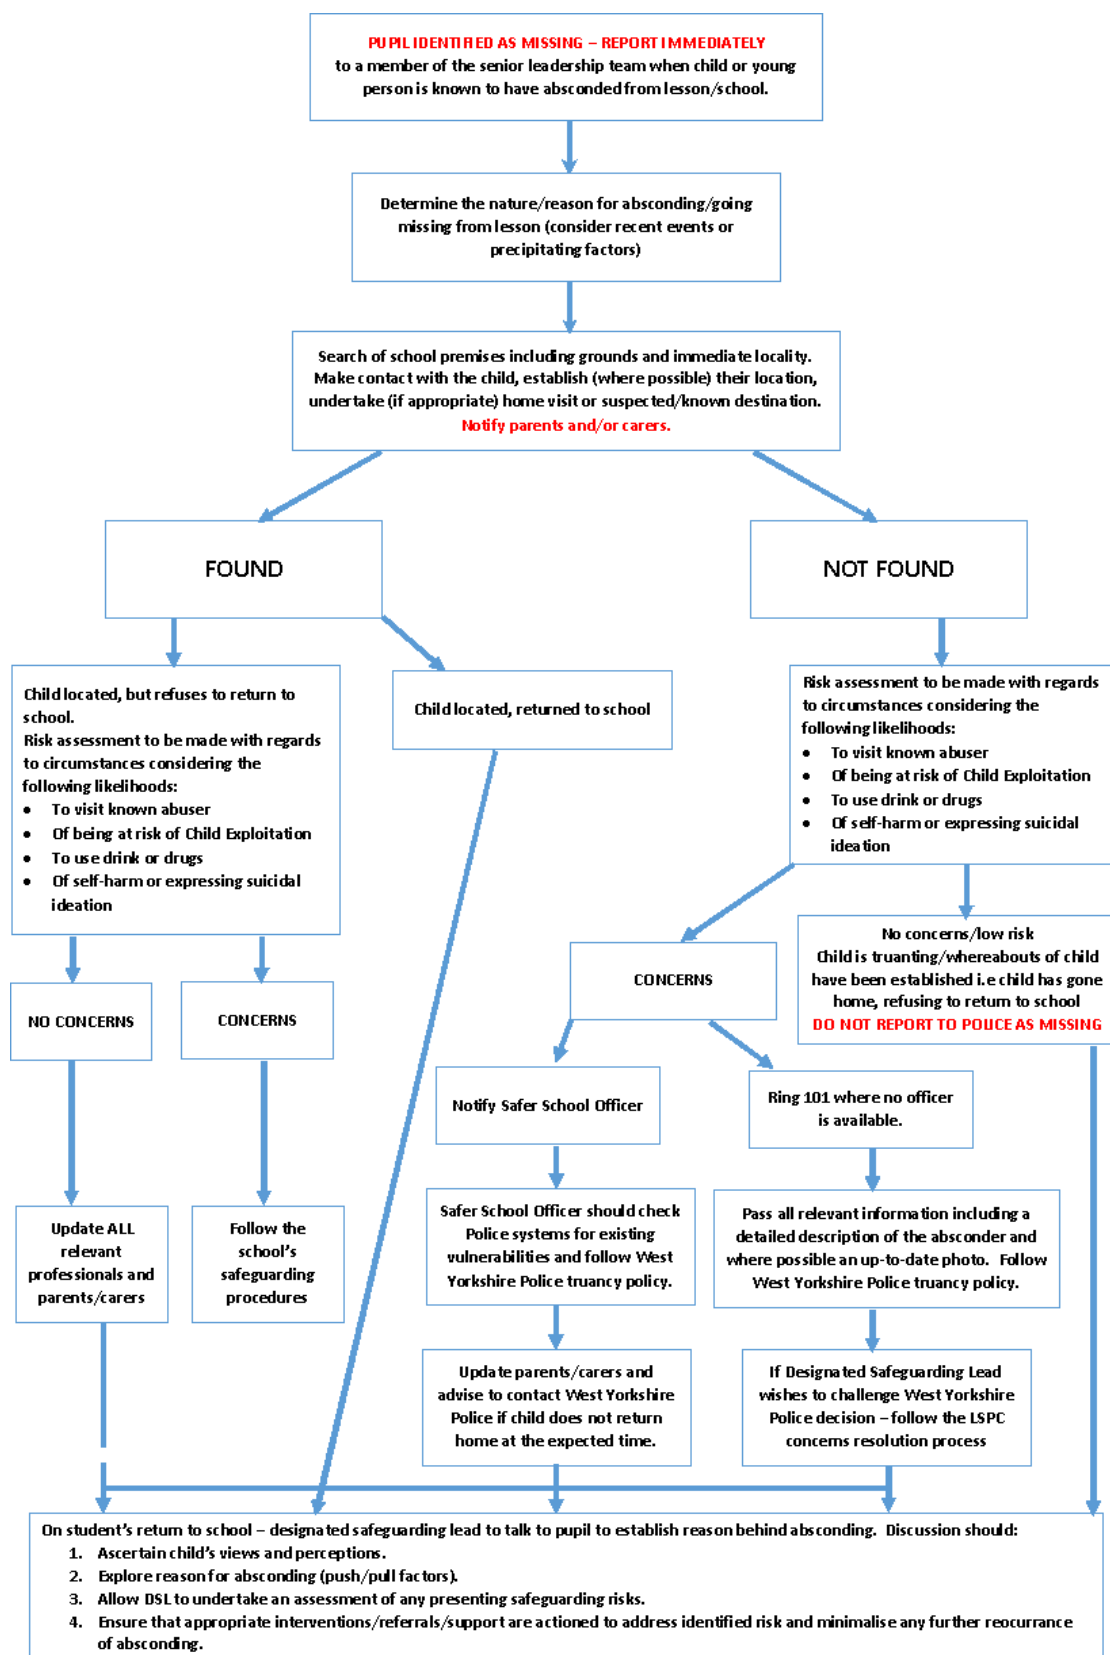 PUPIL IDENTIFIED AS MISSING – REPORT IMMEDIATELY
to a member of the senior leadership team when child or young
person is known to have absconded from lesson/school.
Determine the nature/reason for absconding/going
missing from lesson (consider recent events or
precipitating factors)
Search of school premises including grounds and immediate locality.
Make contact with the child, establish (where possible) their location,
undertake (if appropriate) home visit or suspected/known destination.
Notify parents and/or carers.
FOUND
NOT FOUND
Child located, but refuses to return to
school.
Risk assessment to be made with regards
to circumstances considering the
following likelihoods:
• To visit known abuser
• Of being at risk of Child Exploitation
• To use drink or drugs
• Of self-harm or expressing suicidal
ideation
Child located, returned to school
Risk assessment to be made with regards
to circumstances considering the
following likelihoods:
• To visit known abuser
• Of being at risk of Child Exploitation
• To use drink or drugs
• Of self-harm or expressing suicidal
ideation
NO CONCERNS
CONCERNS
CONCERNS
No concerns/low risk
Child is truanting/whereabouts of child
have been established i.e child has gone
home, refusing to return to school
DO NOT REPORT TO POLICE AS MISSING
Notify Safer School Officer
Ring 101 where no officer
is available.
Update ALL
relevant
professionals and
parents/carers
Follow the
school's
safeguarding
procedures
Safer School Officer should check
Police systems for existing
vulnerabilities and follow West
Yorkshire Police truancy policy.
Pass all relevant information including a
detailed description of the absconder and
where possible an up-to-date photo. Follow
West Yorkshire Police truancy policy.
Update parents/carers and
advise to contact West Yorkshire
Police if child does not return
home at the expected time.
If Designated Safeguarding Lead
wishes to challenge West Yorkshire
Police decision – follow the LSPC
concerns resolution process
On student's return to school – designated safeguarding lead to talk to pupil to establish reason behind absconding. Discussion should:
1. Ascertain child's views and perceptions.
2. Explore reason for absconding (push/pull factors).
3. Allow DSL to undertake an assessment of any presenting safeguarding risks.
4. Ensure that appropriate interventions/referrals/support are actioned to address identified risk and minimalise any further reocurrance
of absconding.